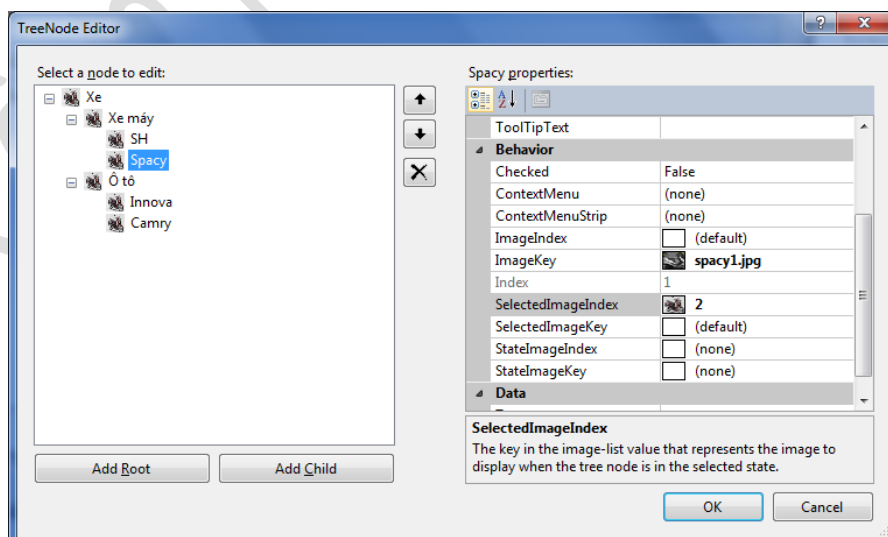 TreeNode Editor
Select a node to edit:
Xe
Xe máy
SH
Spacy
Ô tô
Innova
Camry
Add Root
Add Child
Spacy properties:
ToolTipText
Behavior
Checked False
ContextMenu (none)
ContextMenuStrip (none)
ImageIndex (default)
ImageKey spacy1.jpg
Index 1
SelectedImageIndex 2
SelectedImageKey (default)
StateImageIndex (none)
StateImageKey (none)
Data
SelectedImageIndex
The key in the image-list value that represents the image to
display when the tree node is in the selected state.
OK
Cancel